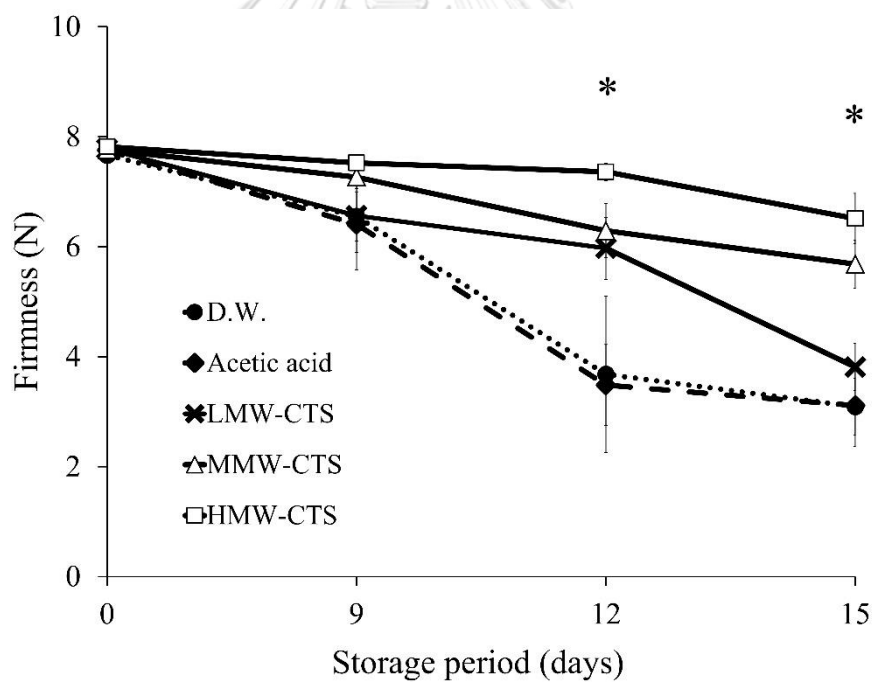 10
8
6
4
2
0
Firmness (N)
*
*
D.W.
Acetic acid
LMW-CTS
MMW-CTS
HMW-CTS
0 9 12 15
Storage period (days)